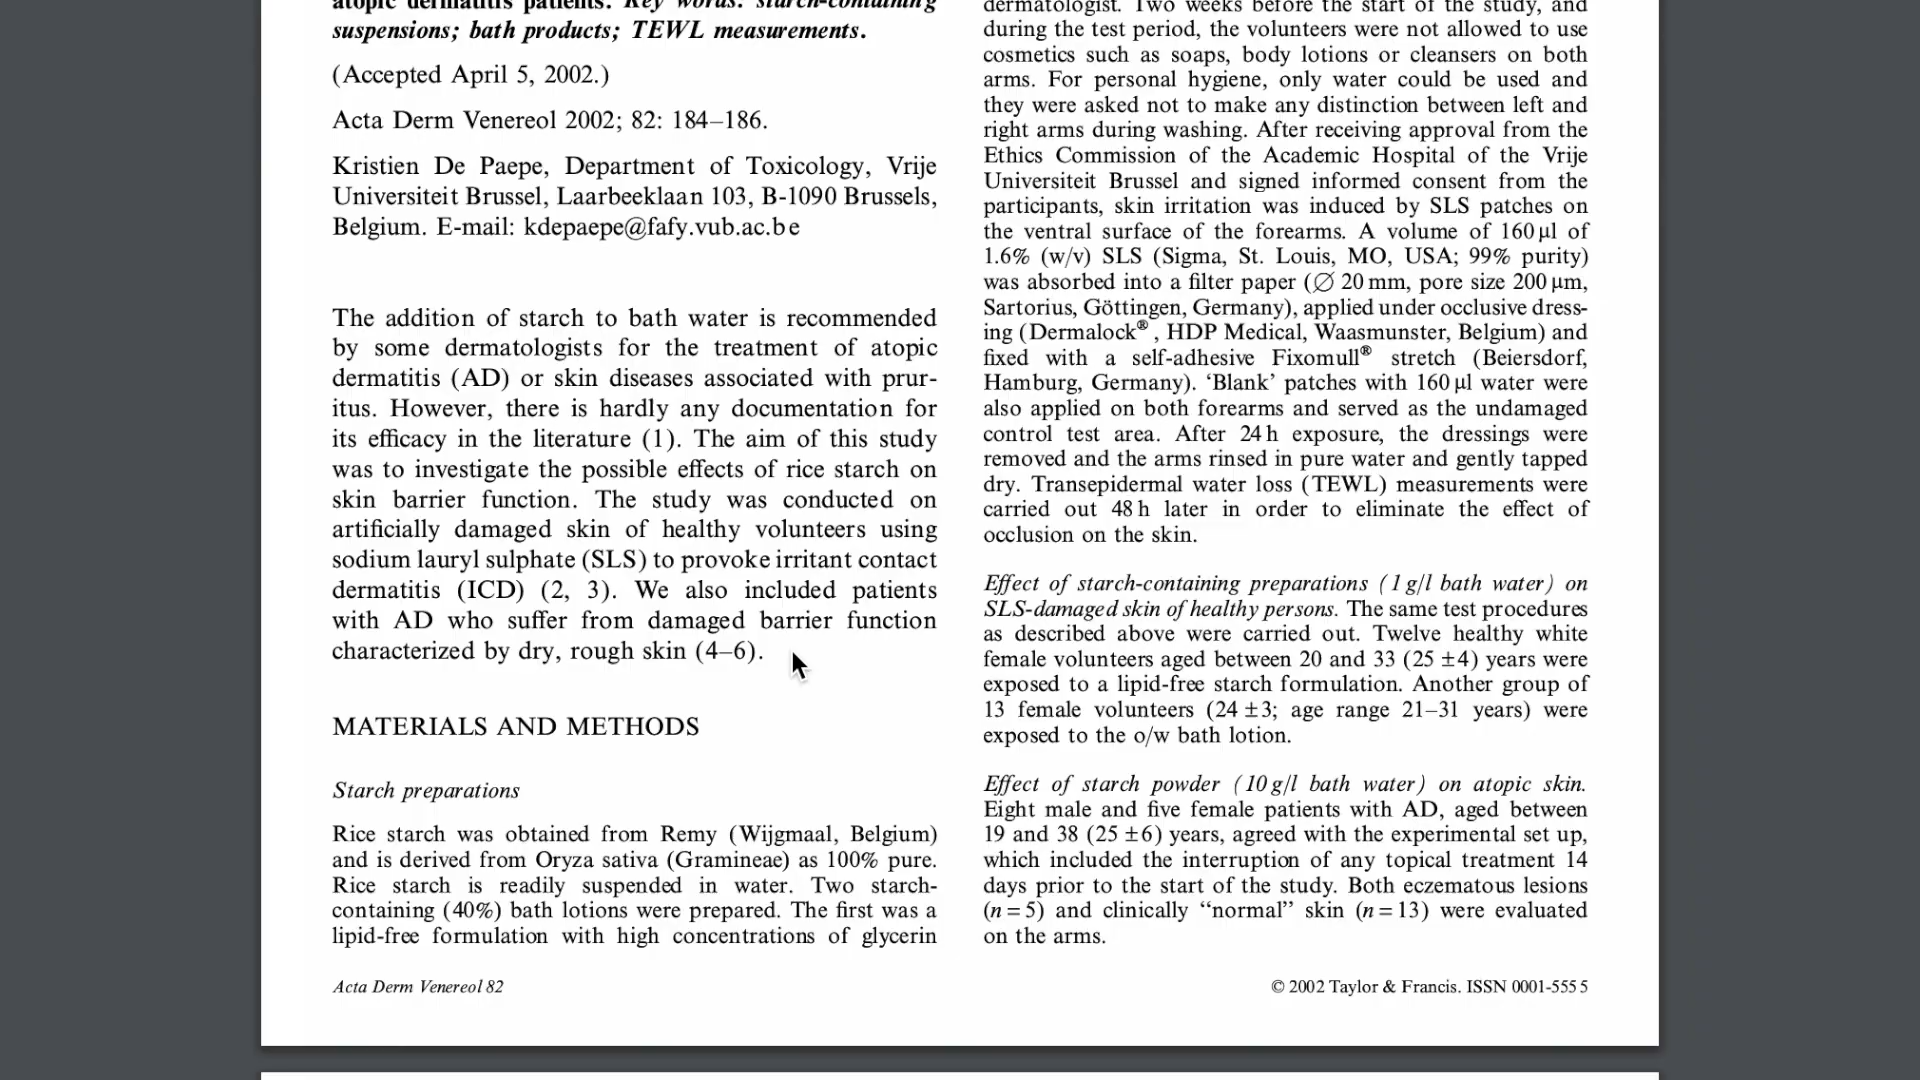 atopic dermatitis patients. Key words: starch-containing
suspensions; bath products; TEWL measurements.
(Accepted April 5, 2002.)
Acta Derm Venereol 2002; 82: 184–186.
Kristien De Paepe, Department of Toxicology, Vrije
Universiteit Brussel, Laarbeeklaan 103, B-1090 Brussels,
Belgium. E-mail: kdepaepe@fafy.vub.ac.be
The addition of starch to bath water is recommended
by some dermatologists for the treatment of atopic
dermatitis (AD) or skin diseases associated with prur-
itus. However, there is hardly any documentation for
its efficacy in the literature (1). The aim of this study
was to investigate the possible effects of rice starch on
skin barrier function. The study was conducted on
artificially damaged skin of healthy volunteers using
sodium lauryl sulphate (SLS) to provoke irritant contact
dermatitis (ICD) (2, 3). We also included patients
with AD who suffer from damaged barrier function
characterized by dry, rough skin (4–6).
MATERIALS AND METHODS
Starch preparations
Rice starch was obtained from Remy (Wijgmaal, Belgium)
and is derived from Oryza sativa (Gramineae) as 100% pure.
Rice starch is readily suspended in water. Two starch-
containing (40%) bath lotions were prepared. The first was a
lipid-free formulation with high concentrations of glycerin
dermatologist. Two weeks before the start of the study, and
during the test period, the volunteers were not allowed to use
cosmetics such as soaps, body lotions or cleansers on both
arms. For personal hygiene, only water could be used and
they were asked not to make any distinction between left and
right arms during washing. After receiving approval from the
Ethics Commission of the Academic Hospital of the Vrije
Universiteit Brussel and signed informed consent from the
participants, skin irritation was induced by SLS patches on
the ventral surface of the forearms. A volume of 160 µl of
1.6% (w/v) SLS (Sigma, St. Louis, MO, USA; 99% purity)
was absorbed into a filter paper (∅ 20 mm, pore size 200 µm,
Sartorius, Göttingen, Germany), applied under occlusive dress-
ing (Dermalock®, HDP Medical, Waasmunster, Belgium) and
fixed with a self-adhesive Fixomull® stretch (Beiersdorf,
Hamburg, Germany). ‘Blank’ patches with 160 µl water were
also applied on both forearms and served as the undamaged
control test area. After 24 h exposure, the dressings were
removed and the arms rinsed in pure water and gently tapped
dry. Transepidermal water loss (TEWL) measurements were
carried out 48 h later in order to eliminate the effect of
occlusion on the skin.
Effect of starch-containing preparations (1 g/l bath water) on
SLS-damaged skin of healthy persons. The same test procedures
as described above were carried out. Twelve healthy white
female volunteers aged between 20 and 33 (25 ±4) years were
exposed to a lipid-free starch formulation. Another group of
13 female volunteers (24 ±3; age range 21–31 years) were
exposed to the o/w bath lotion.
Effect of starch powder (10 g/l bath water) on atopic skin.
Eight male and five female patients with AD, aged between
19 and 38 (25 ±6) years, agreed with the experimental set up,
which included the interruption of any topical treatment 14
days prior to the start of the study. Both eczematous lesions
(n = 5) and clinically “normal” skin (n = 13) were evaluated
on the arms.
Acta Derm Venereol 82
© 2002 Taylor & Francis. ISSN 0001-5555